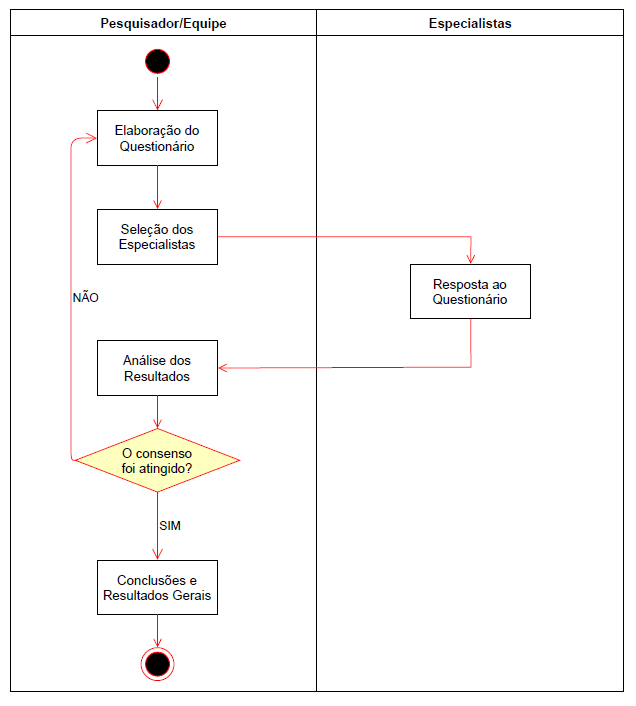 Pesquisador/Equipe
Especialistas
Elaboração do
Questionário
Seleção dos
Especialistas
Resposta ao
Questionário
NÃO
Análise dos
Resultados
O consenso
foi atingido?
SIM
Conclusões e
Resultados Gerais